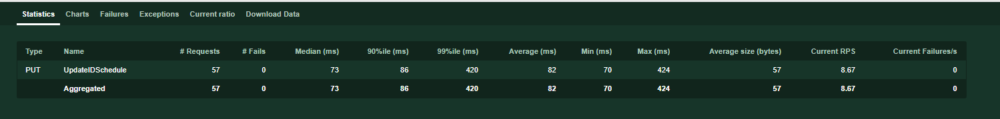 Statistics Charts Failures Exceptions Current ratio Download Data
Type Name # Requests # Fails Median (ms) 90%ile (ms) 99%ile (ms) Average (ms) Min (ms) Max (ms) Average size (bytes) Current RPS Current Failures/s
PUT UpdateIDSchedule 57 0 73 86 420 82 70 424 57 8.67 0
Aggregated 57 0 73 86 420 82 70 424 57 8.67 0